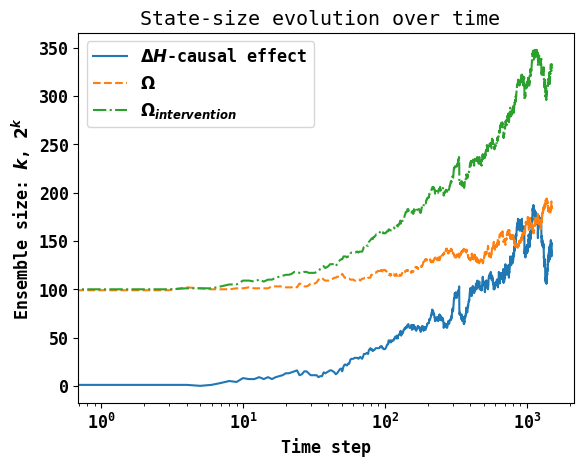 State-size evolution over time
ΔH-causal effect
Ω
Ω_intervention
Ensemble size: k, 2^k
350
300
250
200
150
100
50
0
10^0 10^1 10^2 10^3
Time step